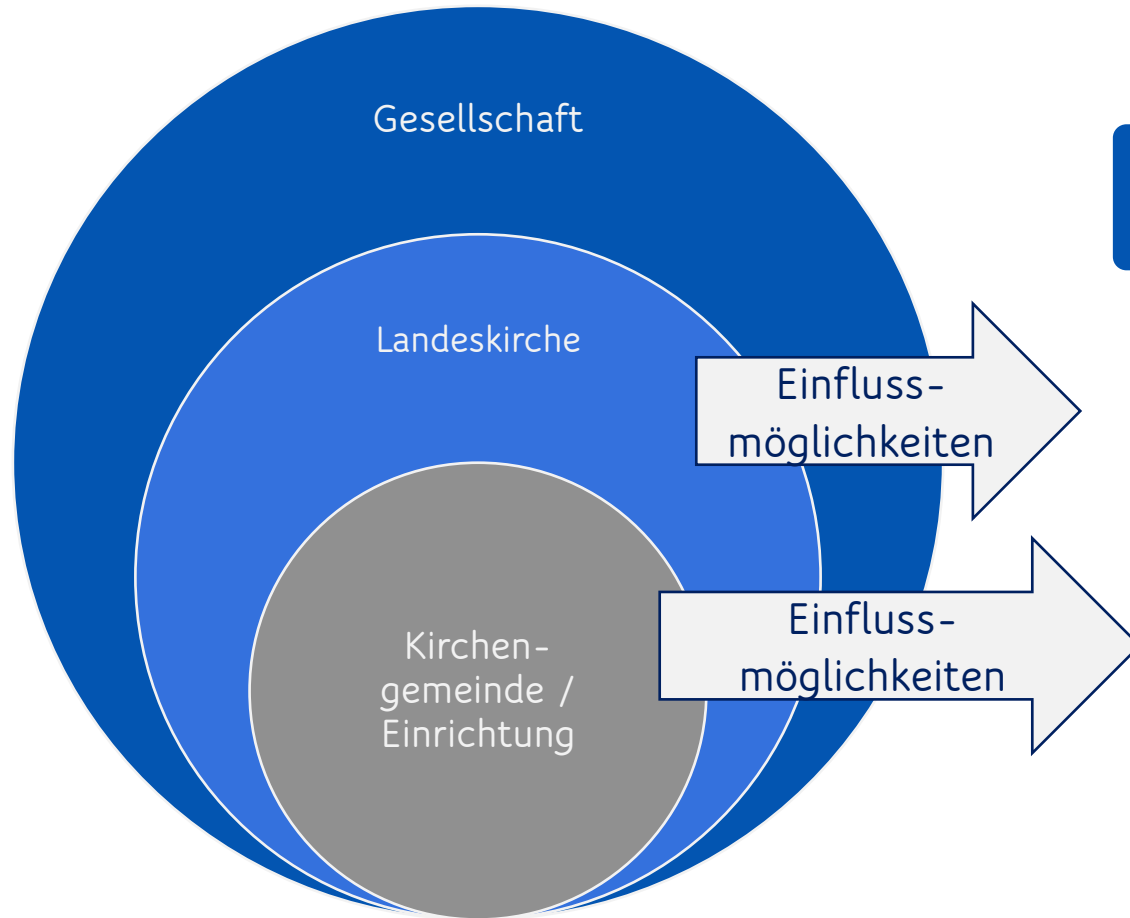 Gesellschaft
Landeskirche
Einfluss-
möglichkeiten
Einfluss-
möglichkeiten
Kirchen-
gemeinde /
Einrichtung